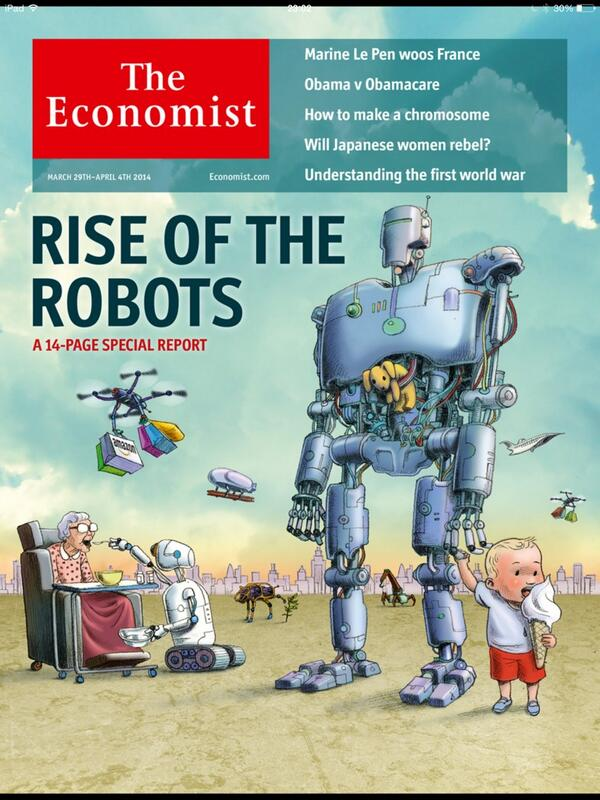 iPad
23:02
30%
The
Economist
MARCH 29TH–APRIL 4TH 2014
Economist.com
Marine Le Pen woos France
Obama v Obamacare
How to make a chromosome
Will Japanese women rebel?
Understanding the first world war
RISE OF THE
ROBOTS
A 14-PAGE SPECIAL REPORT
amazon